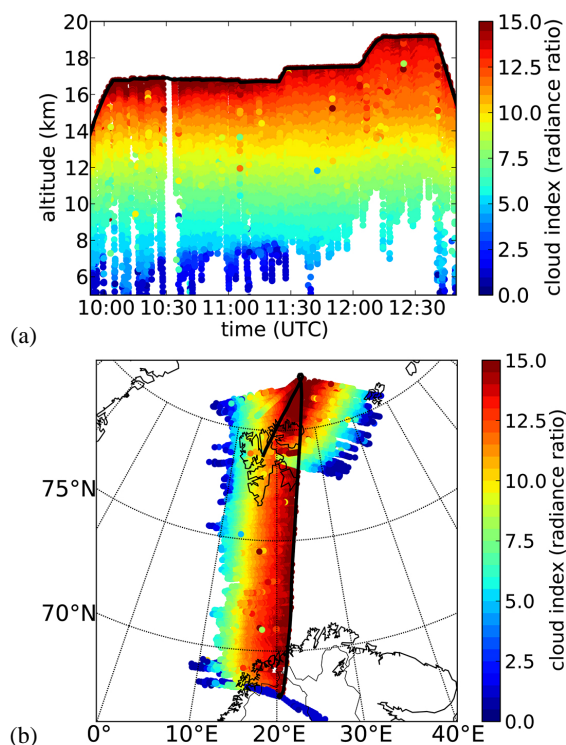 20
18
16
14
12
10
8
6
altitude (km)
10:00 10:30 11:00 11:30 12:00 12:30
time (UTC)
15.0
12.5
10.0
7.5
5.0
2.5
0.0
cloud index (radiance ratio)
(a)
75°N
70°N
0° 10°E 20°E 30°E 40°E
15.0
12.5
10.0
7.5
5.0
2.5
0.0
cloud index (radiance ratio)
(b)